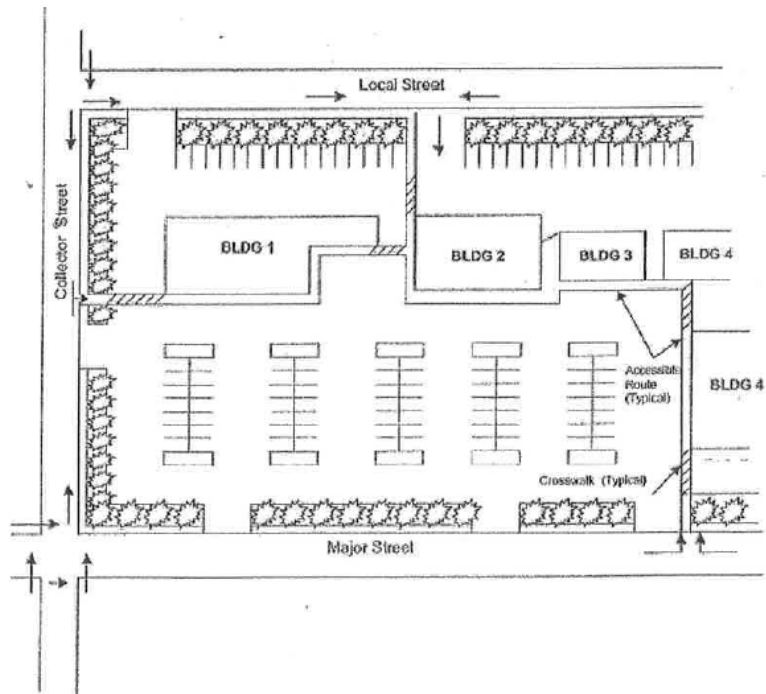 Local Street
Collector Street
BLDG 1
BLDG 2
BLDG 3
BLDG 4
Accessible
Route
(Typical)
BLDG 4
Crosswalk (Typical)
Major Street